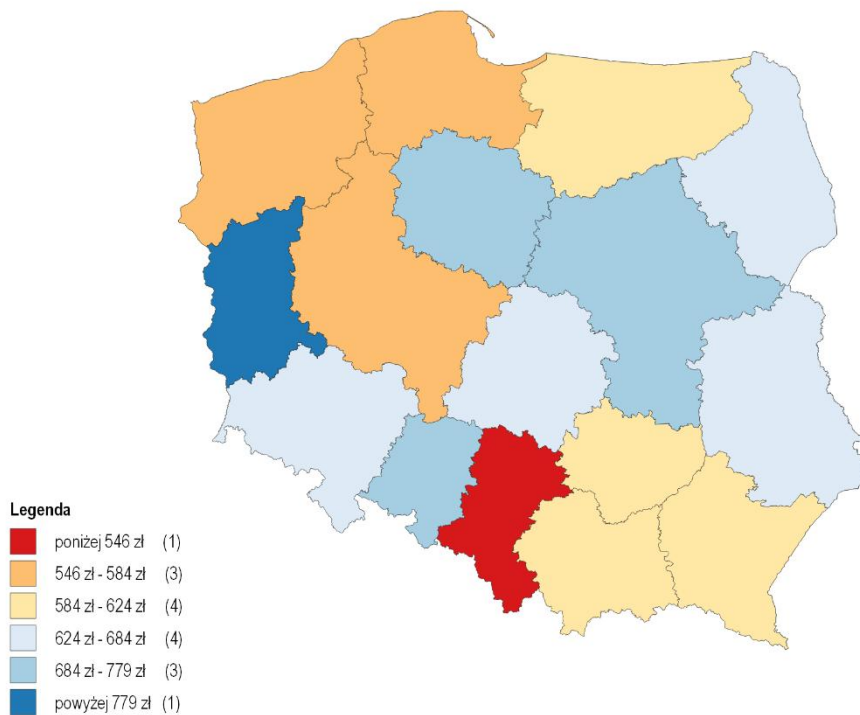 Legenda
poniżej 546 zł (1)
546 zł - 584 zł (3)
584 zł - 624 zł (4)
624 zł - 684 zł (4)
684 zł - 779 zł (3)
powyżej 779 zł (1)